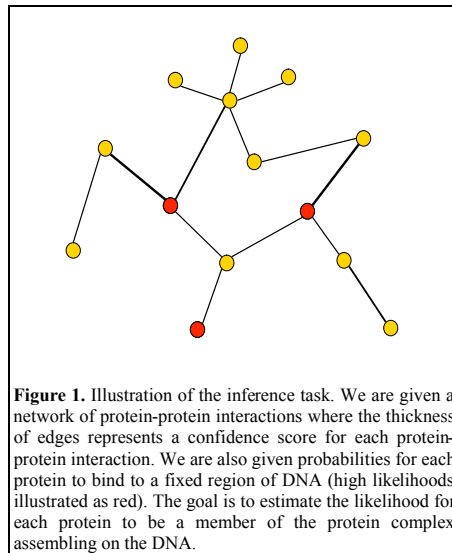 Figure 1. Illustration of the inference task. We are given a
network of protein-protein interactions where the thickness
of edges represents a confidence score for each protein-
protein interaction. We are also given probabilities for each
protein to bind to a fixed region of DNA (high likelihoods
illustrated as red). The goal is to estimate the likelihood for
each protein to be a member of the protein complex
assembling on the DNA.